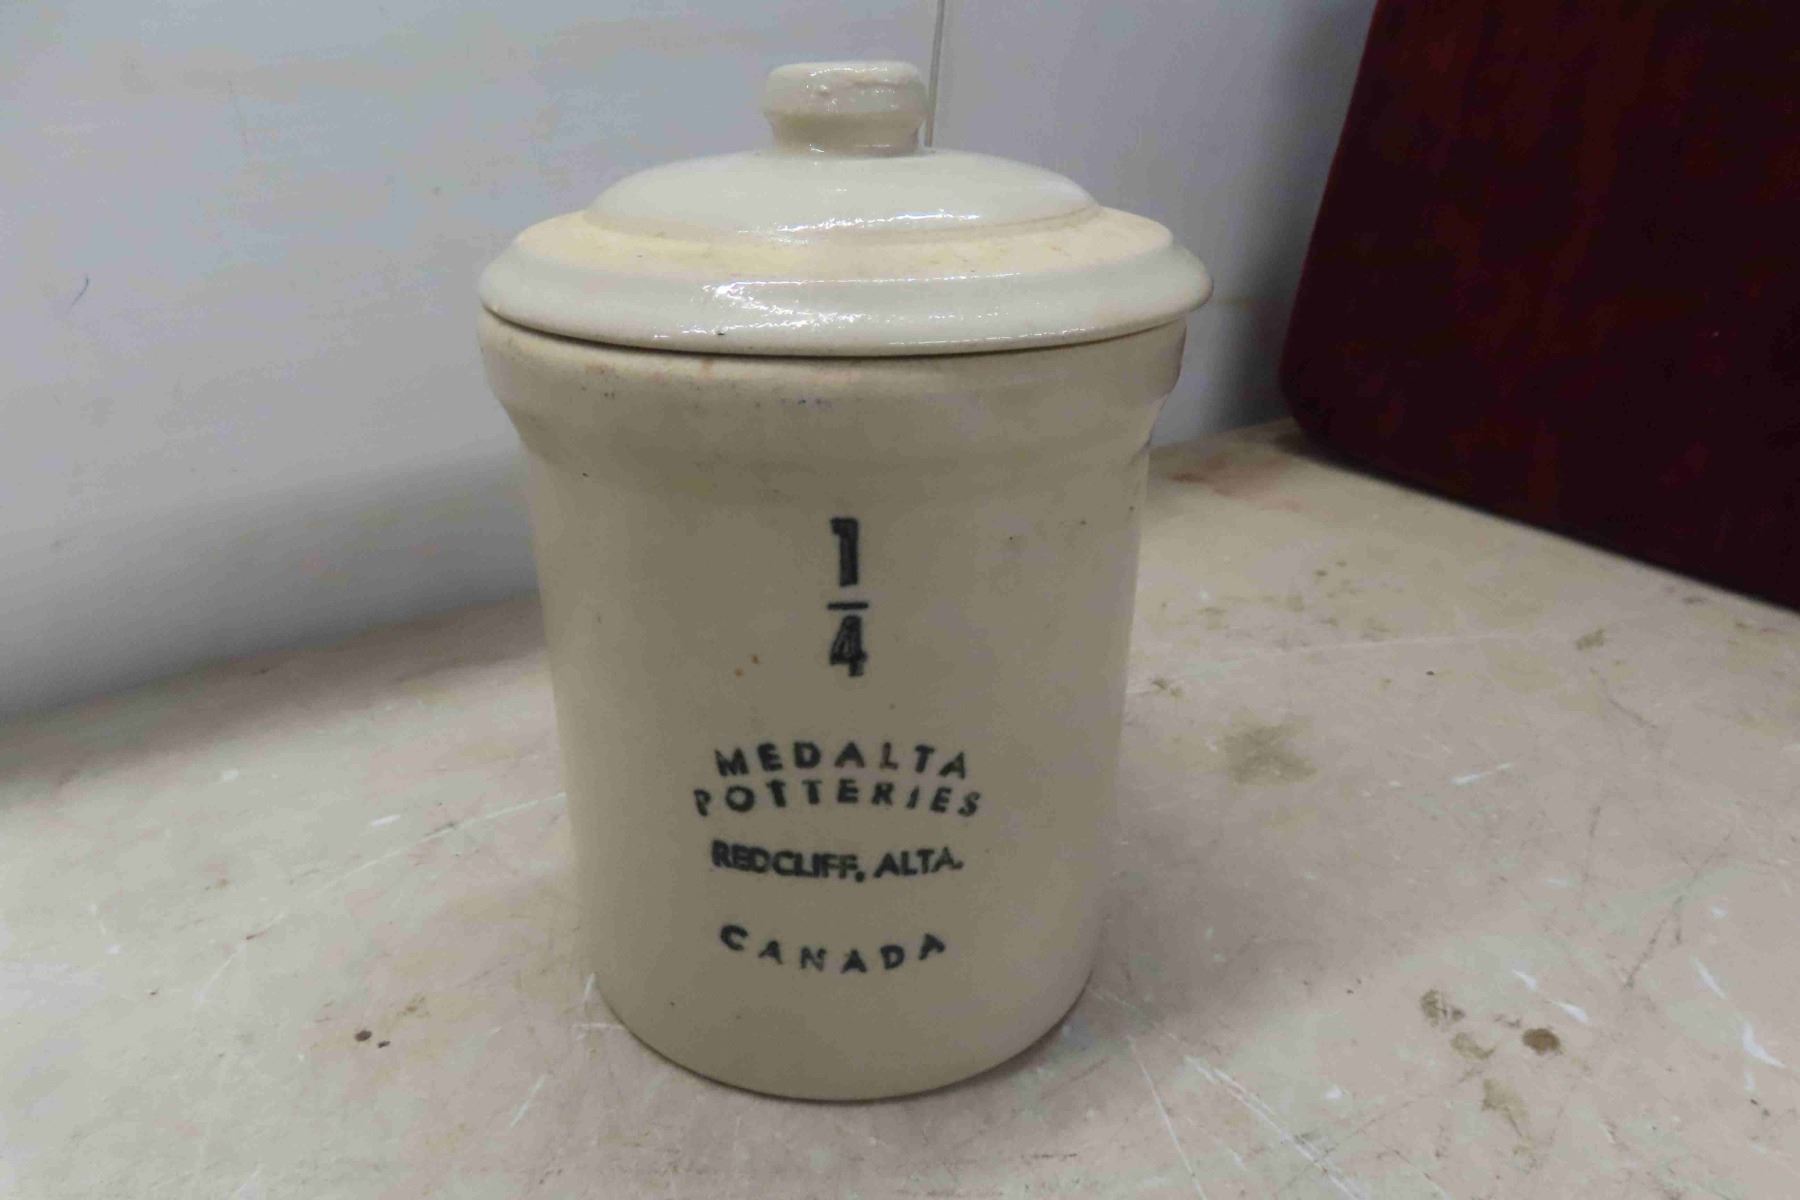 1
4
MEDALTA
POTTERIES
REDCLIFF, ALTA.
CANADA